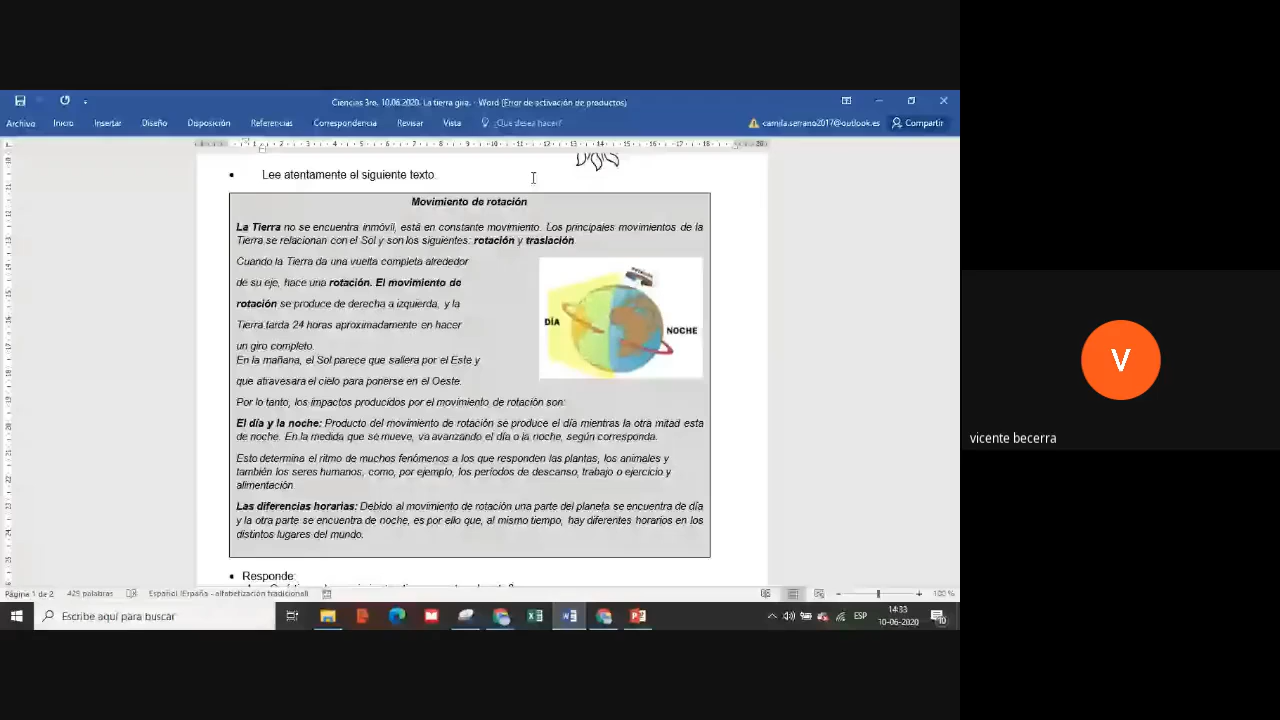 Ciencias 3ro. 10.06.2020. La tierra gira. - Word (Error de activación de productos)
Archivo Inicio Insertar Diseño Disposición Referencias Correspondencia Revisar Vista ¿Qué desea hacer? camila.serrano2017@outlook.es Compartir
• Lee atentamente el siguiente texto.
Movimiento de rotación
La Tierra no se encuentra inmóvil, está en constante movimiento. Los principales movimientos de la
Tierra se relacionan con el Sol y son los siguientes: rotación y traslación.
Cuando la Tierra da una vuelta completa alrededor
de su eje, hace una rotación. El movimiento de
rotación se produce de derecha a izquierda, y la
Tierra tarda 24 horas aproximadamente en hacer
un giro completo.
En la mañana, el Sol parece que saliera por el Este y
que atravesara el cielo para ponerse en el Oeste.
DÍA
NOCHE
Por lo tanto, los impactos producidos por el movimiento de rotación son:
El día y la noche: Producto del movimiento de rotación se produce el día mientras la otra mitad esta
de noche. En la medida que se mueve, va avanzando el día o la noche, según corresponda.
Esto determina el ritmo de muchos fenómenos a los que responden las plantas, los animales y
también los seres humanos, como, por ejemplo, los períodos de descanso, trabajo o ejercicio y
alimentación.
Las diferencias horarias: Debido al movimiento de rotación una parte del planeta se encuentra de día
y la otra parte se encuentra de noche, es por ello que, al mismo tiempo, hay diferentes horarios en los
distintos lugares del mundo.
• Responde:
Página 1 de 2 425 palabras Español (España - alfabetización tradicional) 100 %
Escribe aquí para buscar
ESP
14:33
10-06-2020
V
vicente becerra